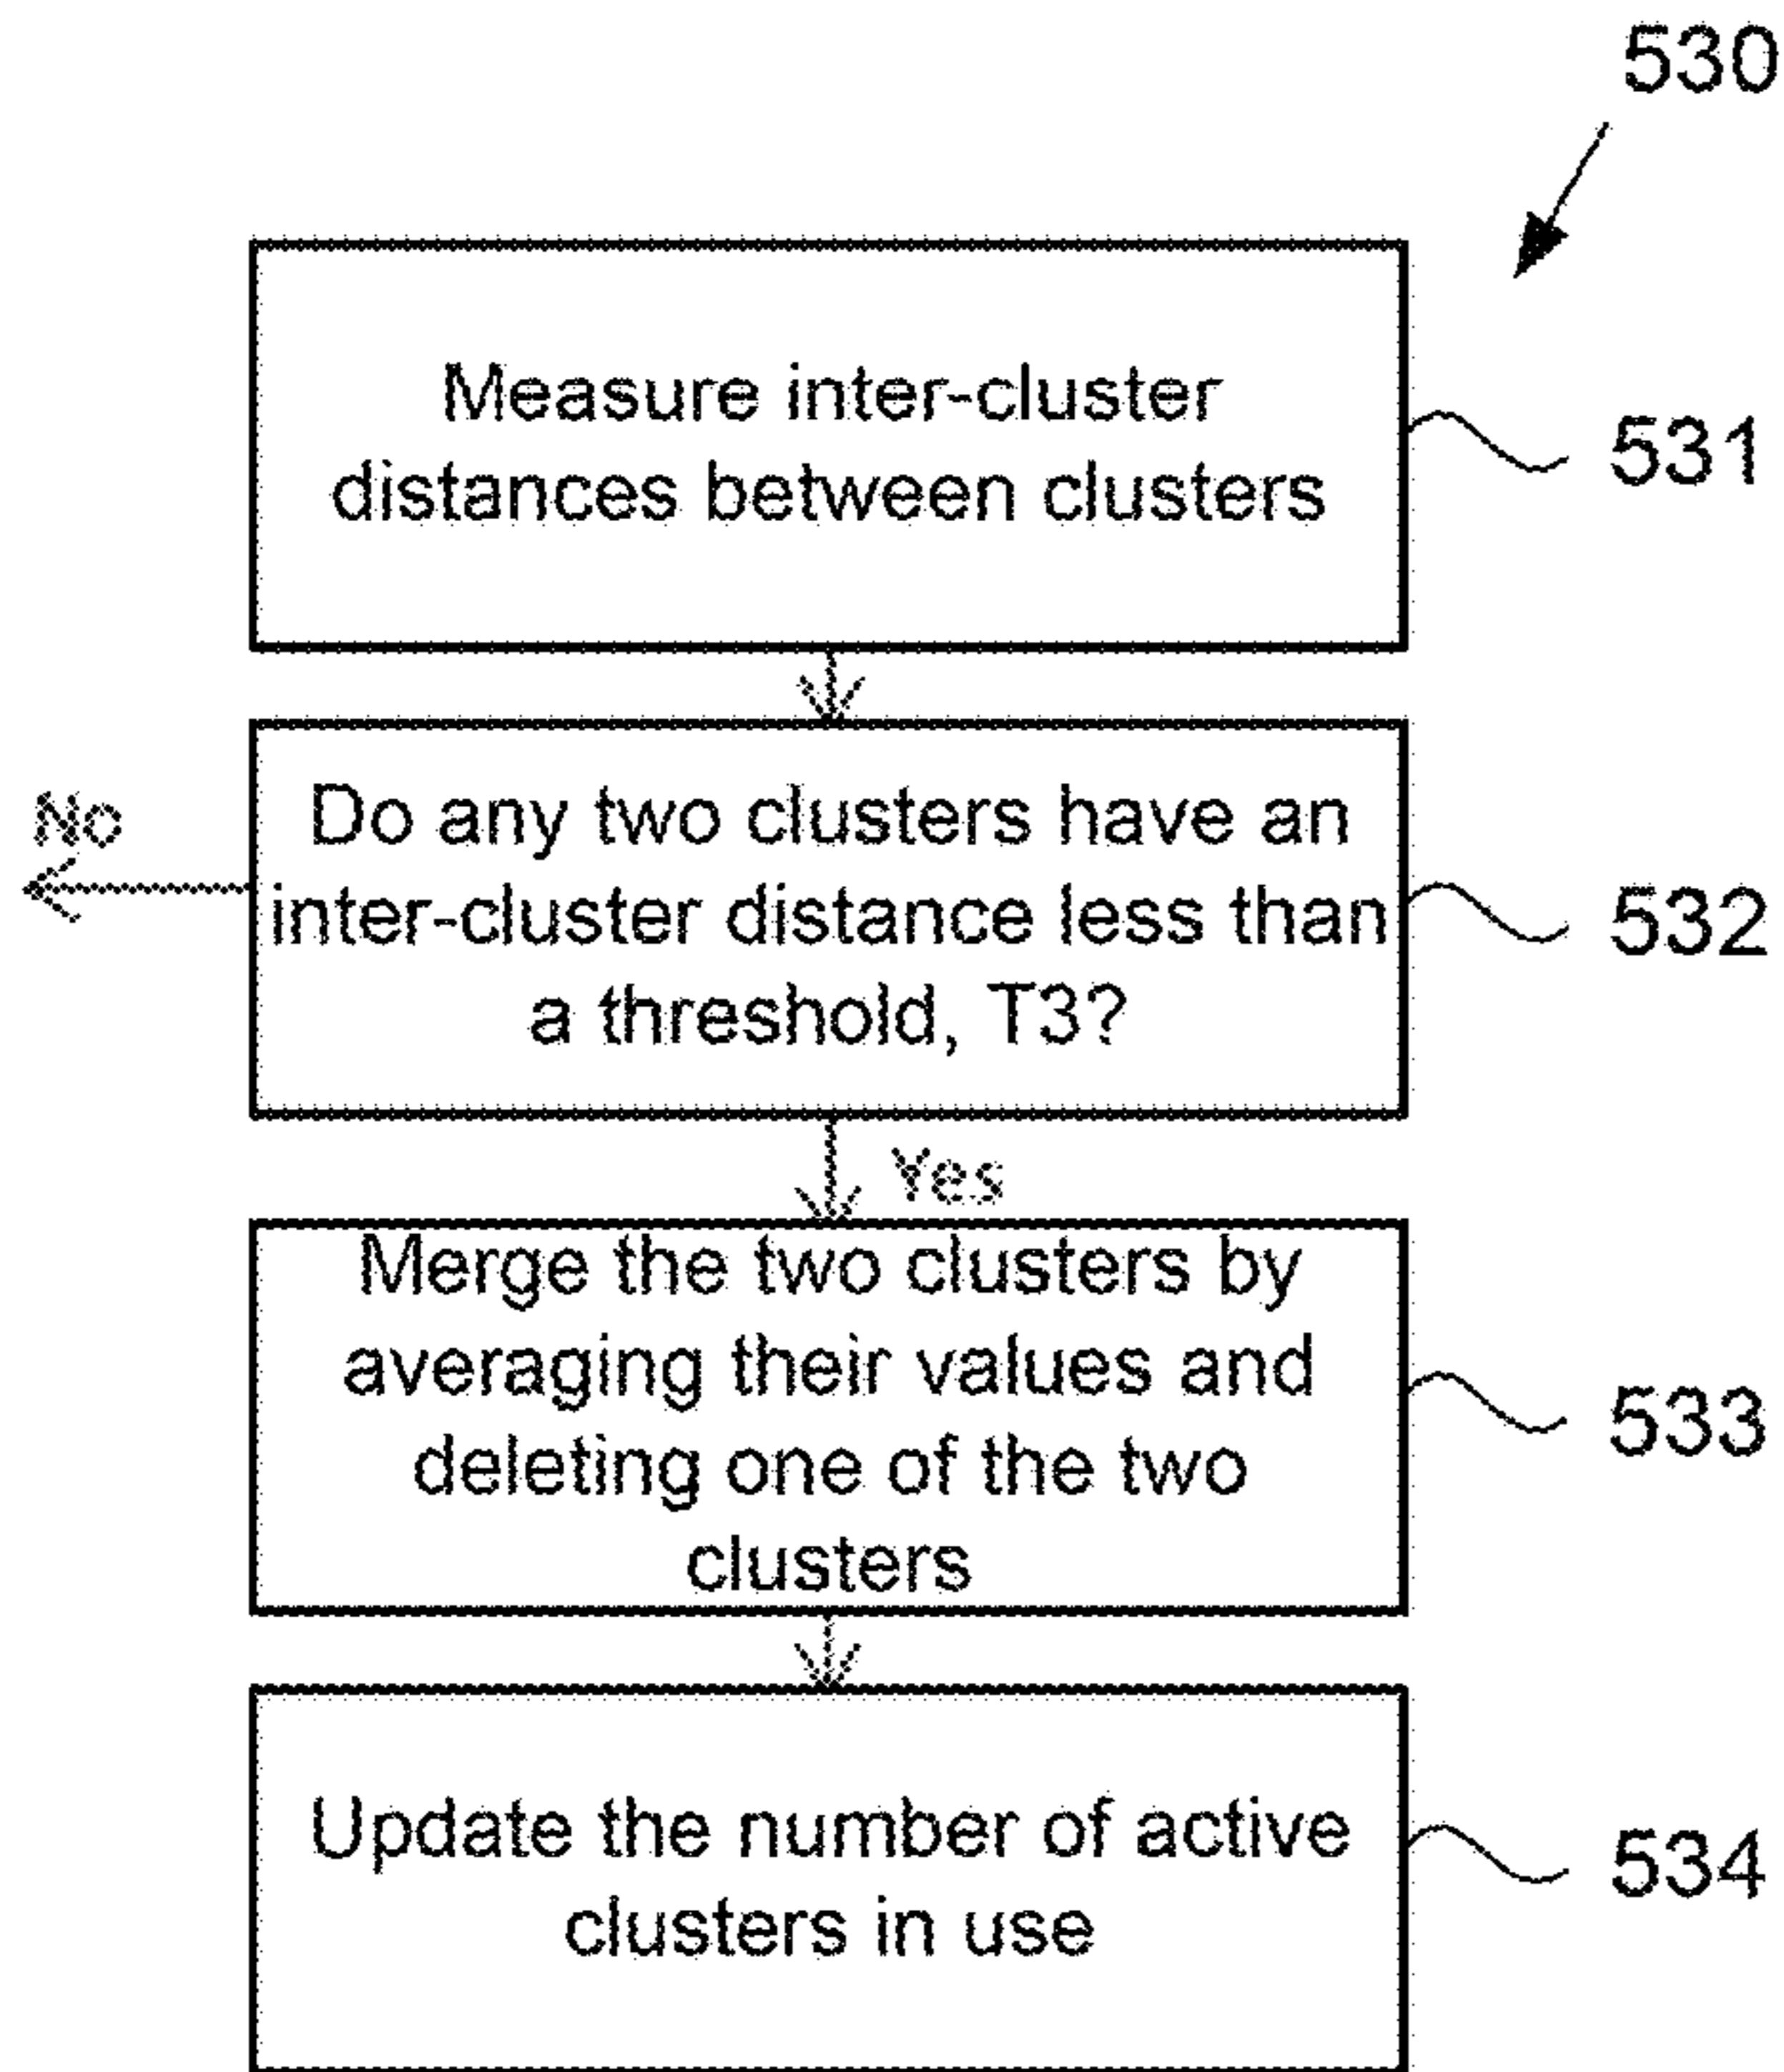 530
Measure inter-cluster
distances between clusters
531
Do any two clusters have an
inter-cluster distance less than
a threshold, T3?
532
No
Yes
Merge the two clusters by
averaging their values and
deleting one of the two
clusters
533
Update the number of active
clusters in use
534